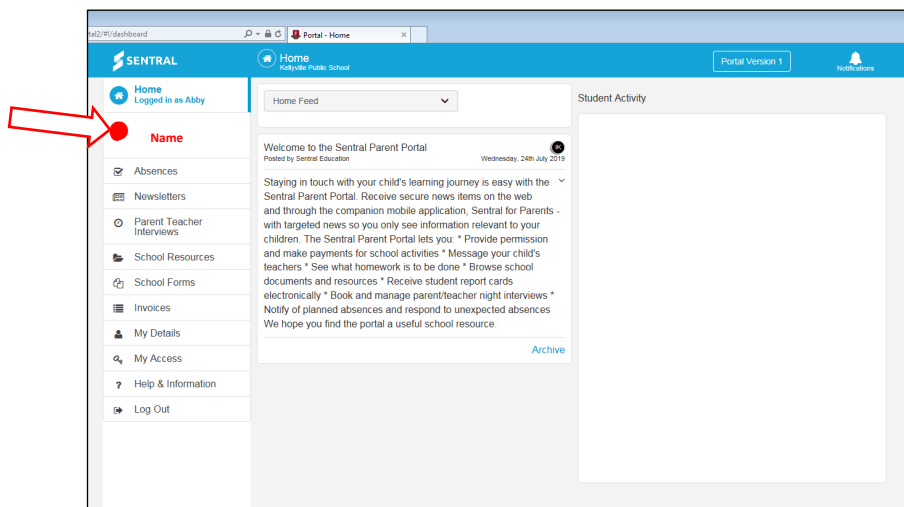 tal2/#!/dashboard
Portal - Home
SENTRAL
Home
Kellyville Public School
Portal Version 1
Notifications
Home
Logged in as Abby
Name
Absences
Newsletters
Parent Teacher
Interviews
School Resources
School Forms
Invoices
My Details
My Access
Help & Information
Log Out
Home Feed
Welcome to the Sentral Parent Portal
Posted by Sentral Education
Wednesday, 24th July 2019
Staying in touch with your child's learning journey is easy with the
Sentral Parent Portal. Receive secure news items on the web
and through the companion mobile application, Sentral for Parents -
with targeted news so you only see information relevant to your
children. The Sentral Parent Portal lets you: * Provide permission
and make payments for school activities * Message your child's
teachers * See what homework is to be done * Browse school
documents and resources * Receive student report cards
electronically * Book and manage parent/teacher night interviews *
Notify of planned absences and respond to unexpected absences
We hope you find the portal a useful school resource.
Archive
Student Activity